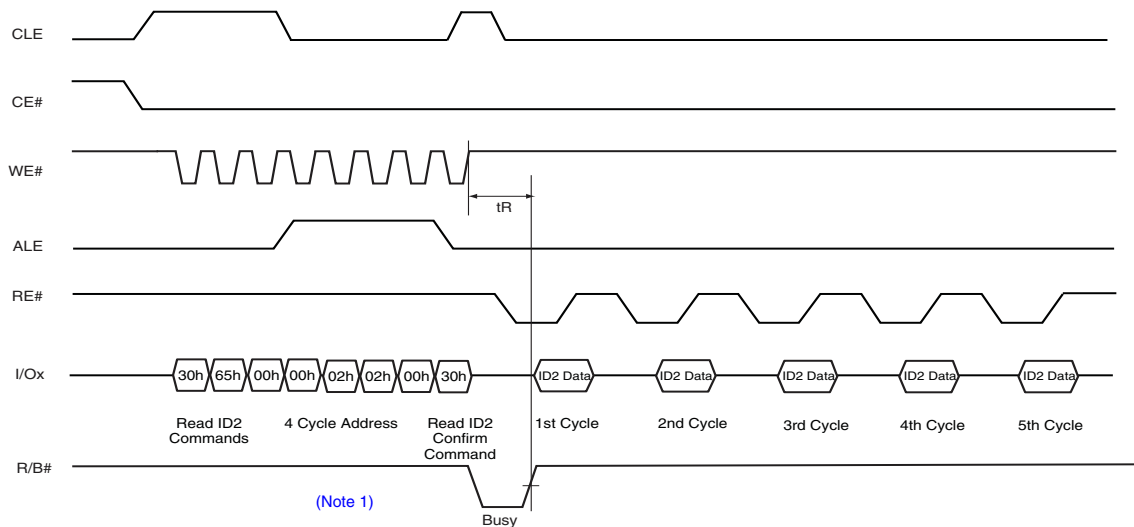 CLE
CE#
WE#
tR
ALE
RE#
I/Ox 30h 65h 00h 00h 02h 02h 00h 30h ID2 Data ID2 Data ID2 Data ID2 Data ID2 Data
Read ID2 Commands
4 Cycle Address
Read ID2 Confirm Command
1st Cycle
2nd Cycle
3rd Cycle
4th Cycle
5th Cycle
R/B#
(Note 1)
Busy